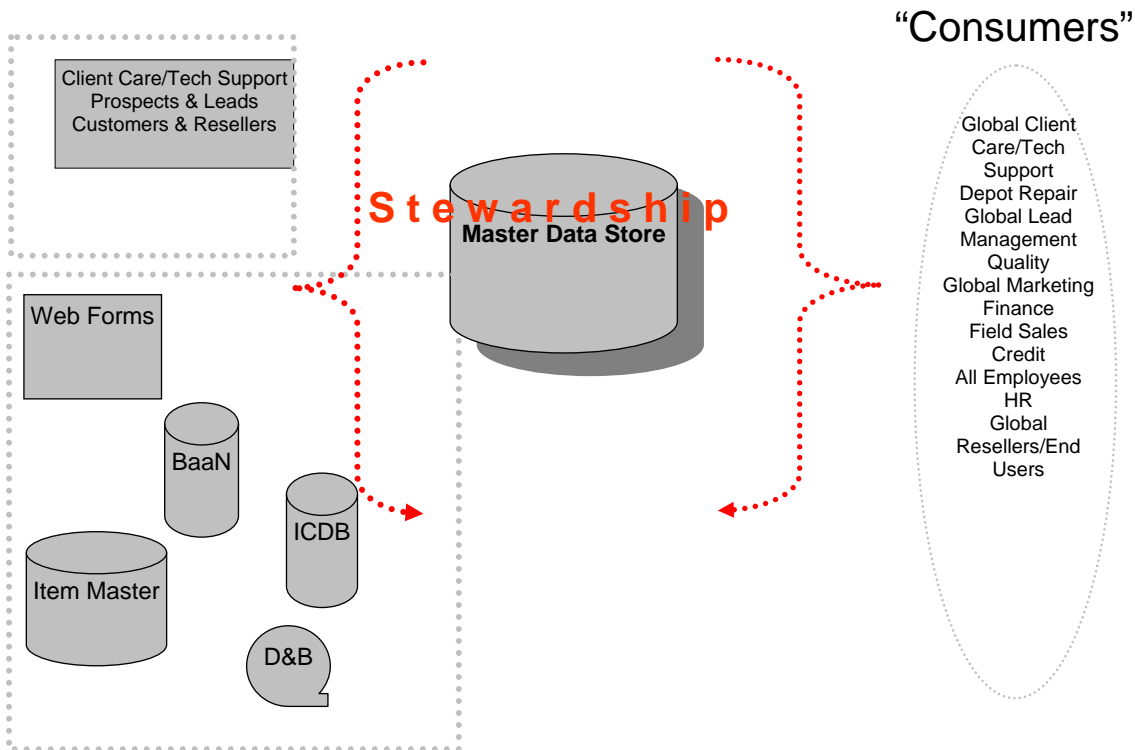 “Consumers”
Client Care/Tech Support
Prospects & Leads
Customers & Resellers
Stewardship
Master Data Store
Web Forms
BaaN
ICDB
Item Master
D&B
Global Client
Care/Tech
Support
Depot Repair
Global Lead
Management
Quality
Global Marketing
Finance
Field Sales
Credit
All Employees
HR
Global
Resellers/End
Users